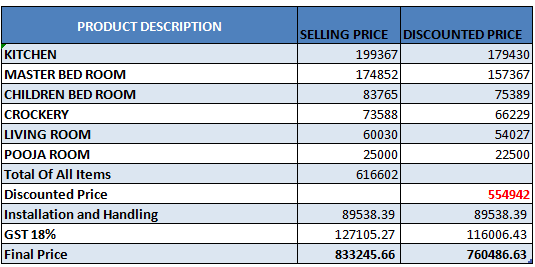 PRODUCT DESCRIPTION SELLING PRICE DISCOUNTED PRICE
KITCHEN 199367 179430
MASTER BED ROOM 174852 157367
CHILDREN BED ROOM 83765 75389
CROCKERY 73588 66229
LIVING ROOM 60030 54027
POOJA ROOM 25000 22500
Total Of All Items 616602
Discounted Price 554942
Installation and Handling 89538.39 89538.39
GST 18% 127105.27 116006.43
Final Price 833245.66 760486.63